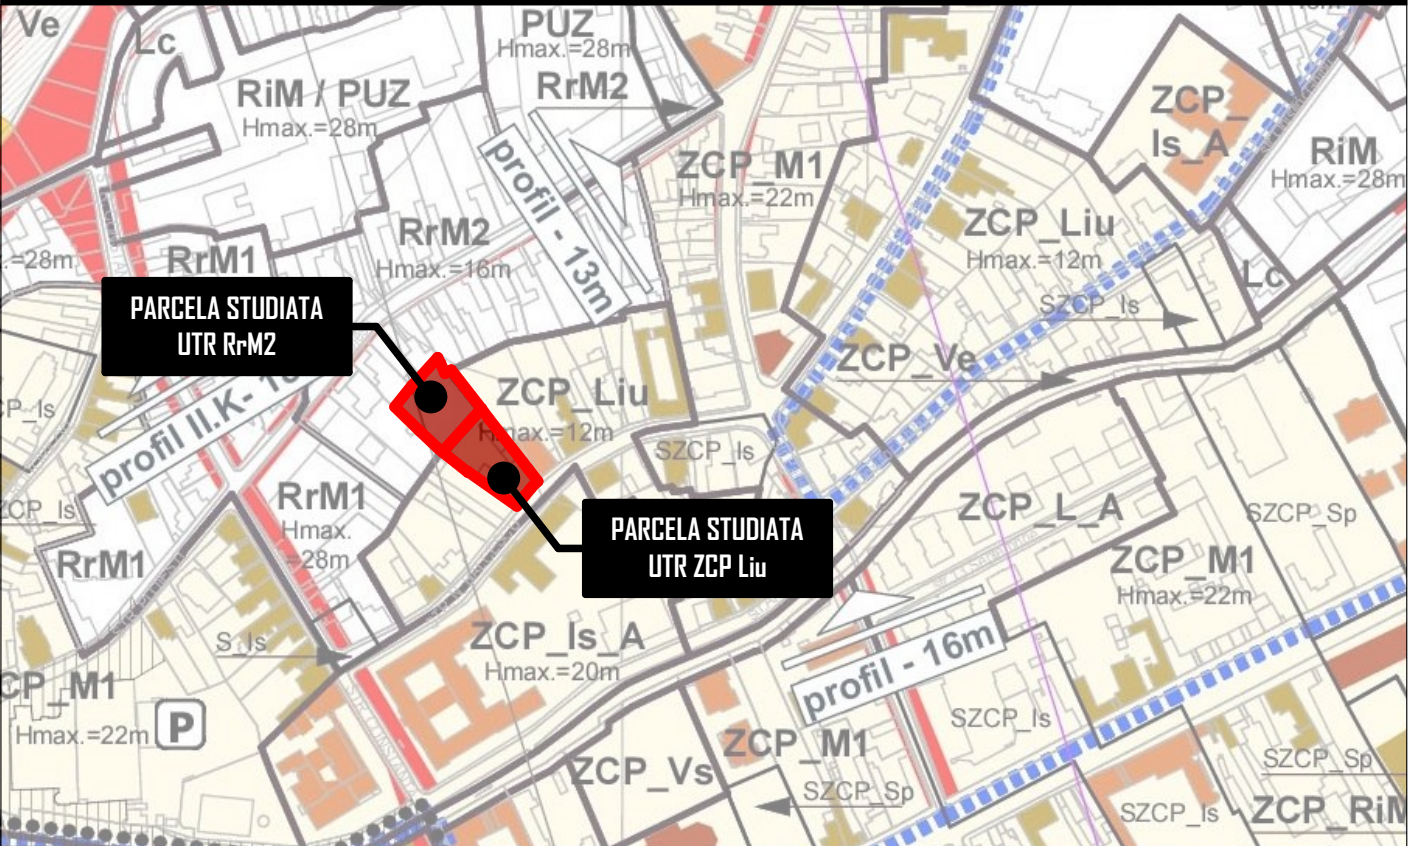 Ve
Lc
PUZ
Hmax.=28m
RrM2
RiM / PUZ
Hmax.=28m
profil - 13m
ZCP_M1
Hmax.=22m
ZCP_
Is_A
RiM
Hmax.=28m
RrM2
Hmax.=16m
ZCP_Liu
Hmax.=12m
=28m
RrM1
Lc
SZCP_Is
PARCELA STUDIATA
UTR RrM2
ZCP_Ve
ZCP_Liu
Hmax.=12m
profil II.K-
SZCP_Is
RrM1
Hmax.
=28m
ZCP_L_A
SZCP_Sp
PARCELA STUDIATA
UTR ZCP Liu
RrM1
ZCP_M1
Hmax.=22m
S_Is
ZCP_Is_A
Hmax.=20m
profil - 16m
CP_M1
Hmax.=22m
P
SZCP_Is
ZCP_M1
ZCP_Vs
SZCP_Sp
SZCP_Sp
SZCP_Is
ZCP_RiM